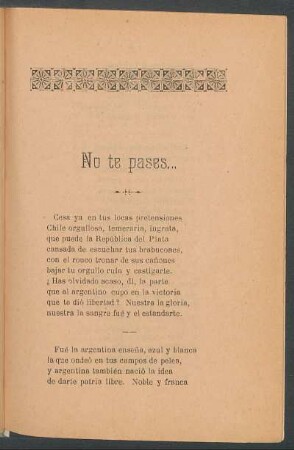 No te pases...
Cese ya en tus locas pretensiones
Chile orgulloso, temerario, ingrato,
que puede la República del Plata
cansada de escuchar tus bravucones,
con el ronco tronar de sus cañones
bajar tu orgullo rudo y castigarte.
¿Has olvidado acaso, di, la parte
que al argentino cupo en la victoria
que te dió libertad? Nuestra la gloria,
nuestra la sangre fué y el estandarte.
Fué la argentina enseña, azul y blanca
la que ondeó en tus campos de pelea,
y argentina también nació la idea
de darte patria libre. Noble y franca